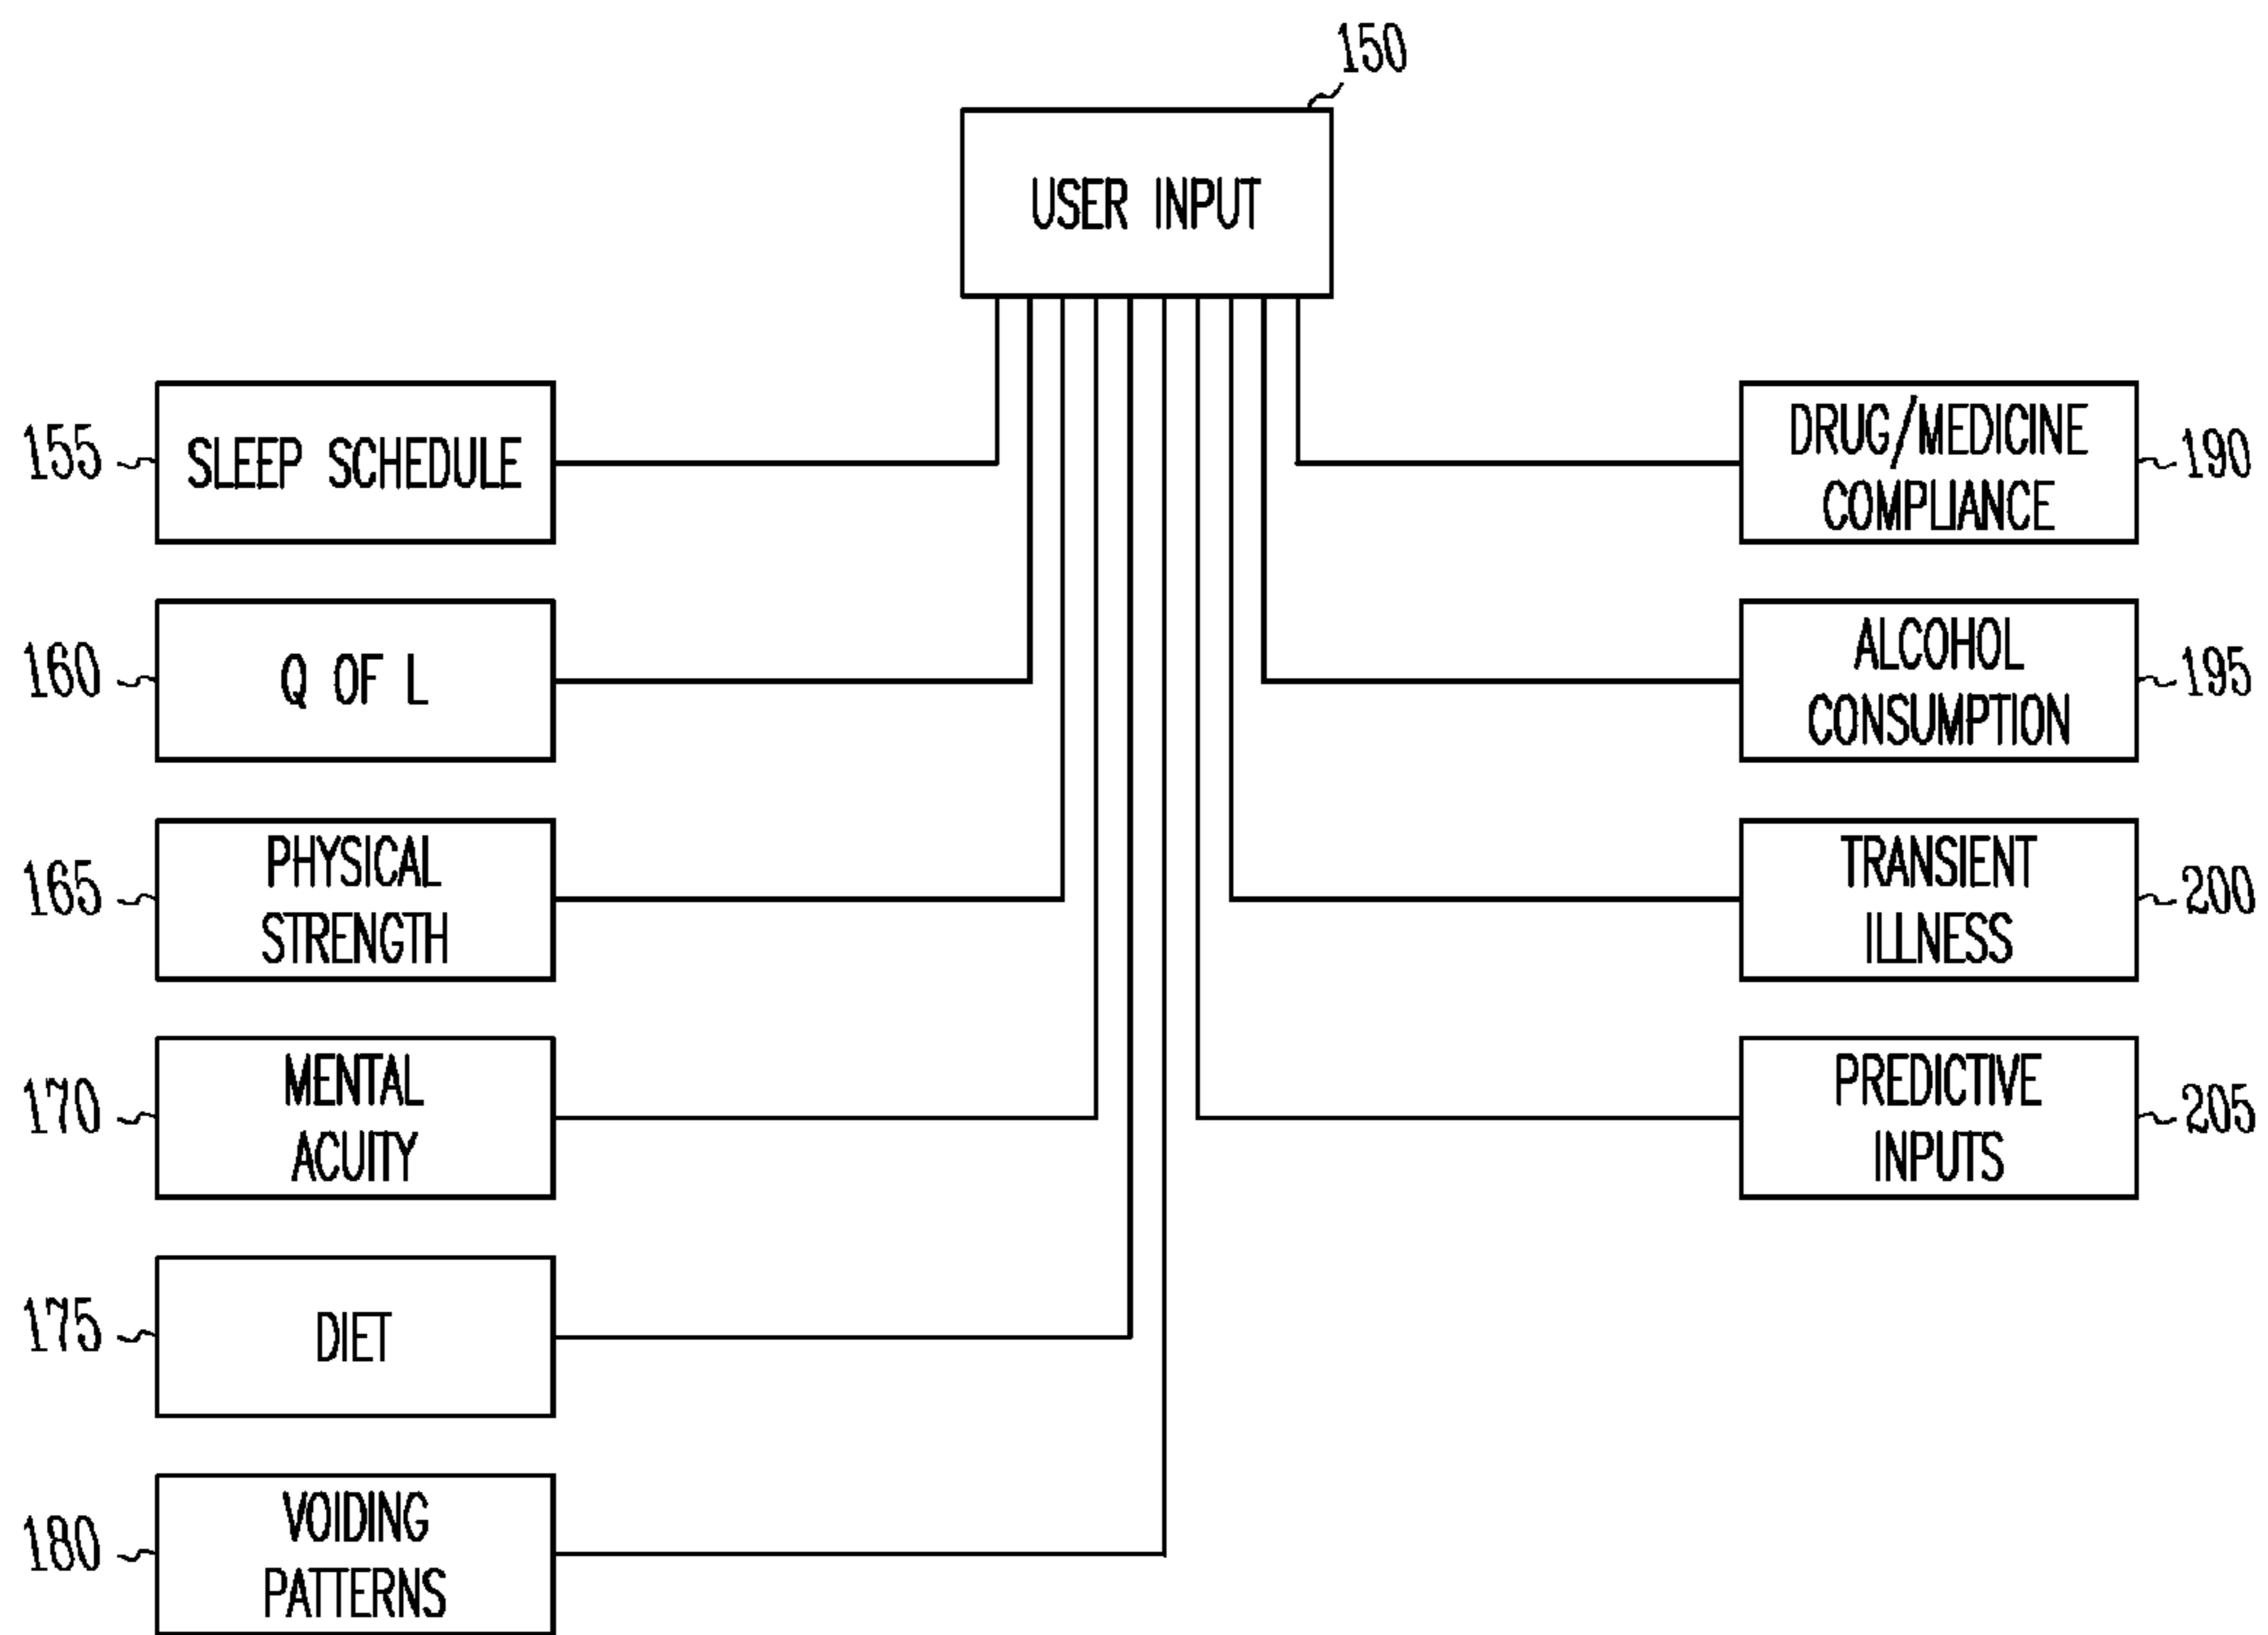 150
USER INPUT
155
SLEEP SCHEDULE
160
Q OF L
165
PHYSICAL
STRENGTH
170
MENTAL
ACUITY
175
DIET
180
VOIDING
PATTERNS
DRUG/MEDICINE
COMPLIANCE
190
ALCOHOL
CONSUMPTION
195
TRANSIENT
ILLNESS
200
PREDICTIVE
INPUTS
205